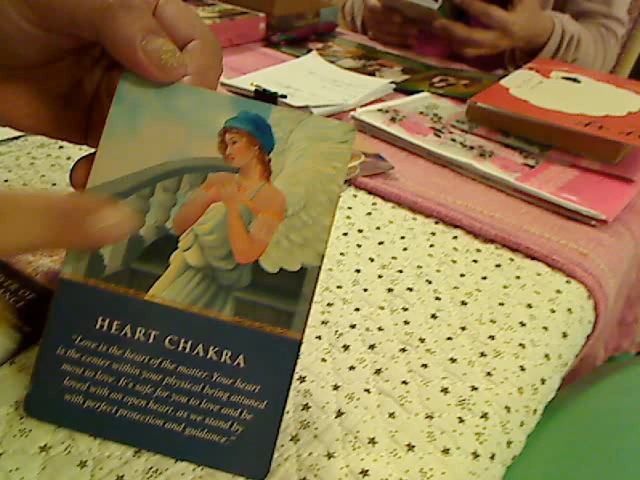 HEART CHAKRA
"Love is the heart of the matter. Your heart
is the center within your physical being attuned
most to love. It's safe for you to love and be
loved with an open heart, as we stand by
with perfect protection and guidance."